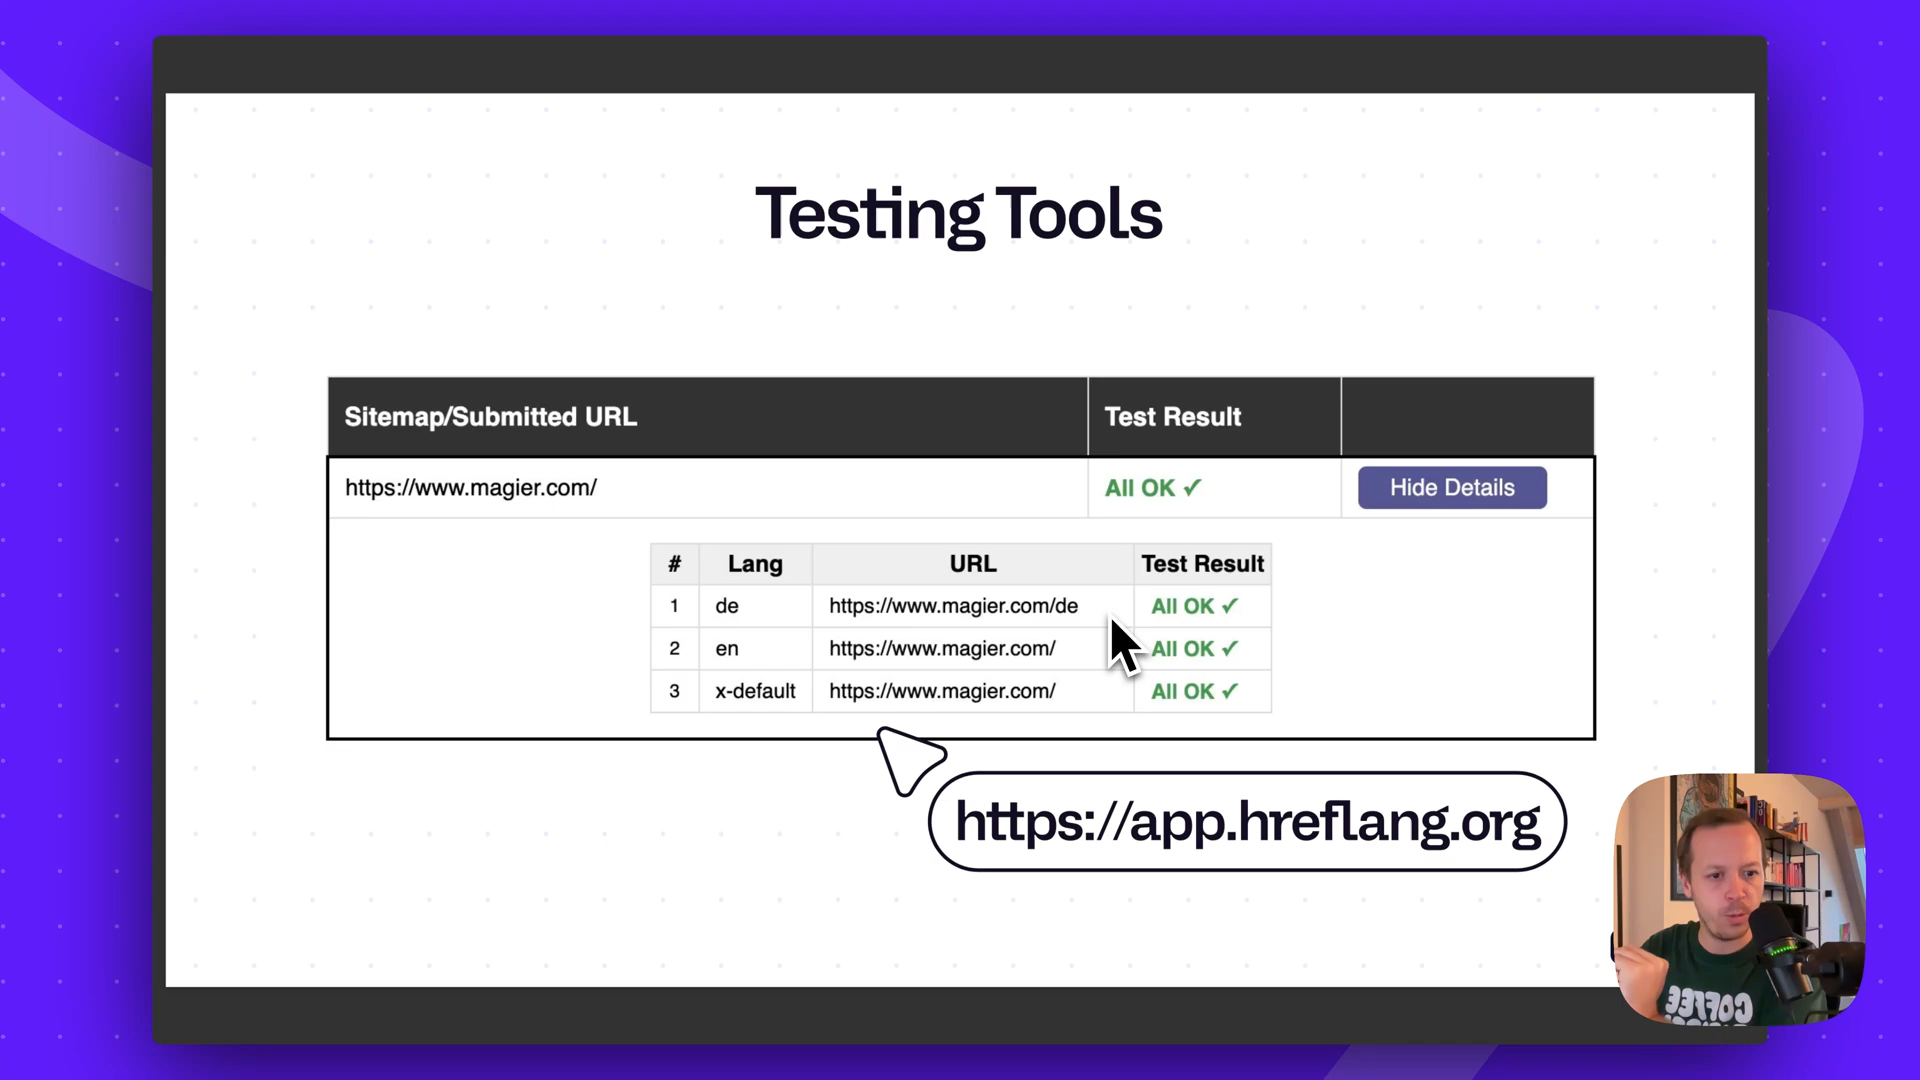 Testing Tools
Sitemap/Submitted URL Test Result
https://www.magier.com/ All OK ✓ Hide Details
# Lang URL Test Result
1 de https://www.magier.com/de All OK ✓
2 en https://www.magier.com/ All OK ✓
3 x-default https://www.magier.com/ All OK ✓
https://app.hreflang.org
COFFEE